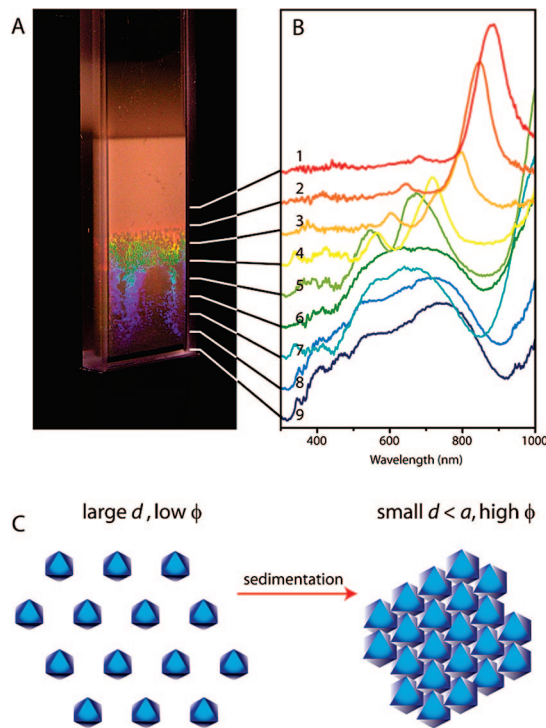 A
B
1
2
3
4
5
6
7
8
9
400
600
800
1000
Wavelength (nm)
C
large d, low ϕ
small d < a, high ϕ
sedimentation